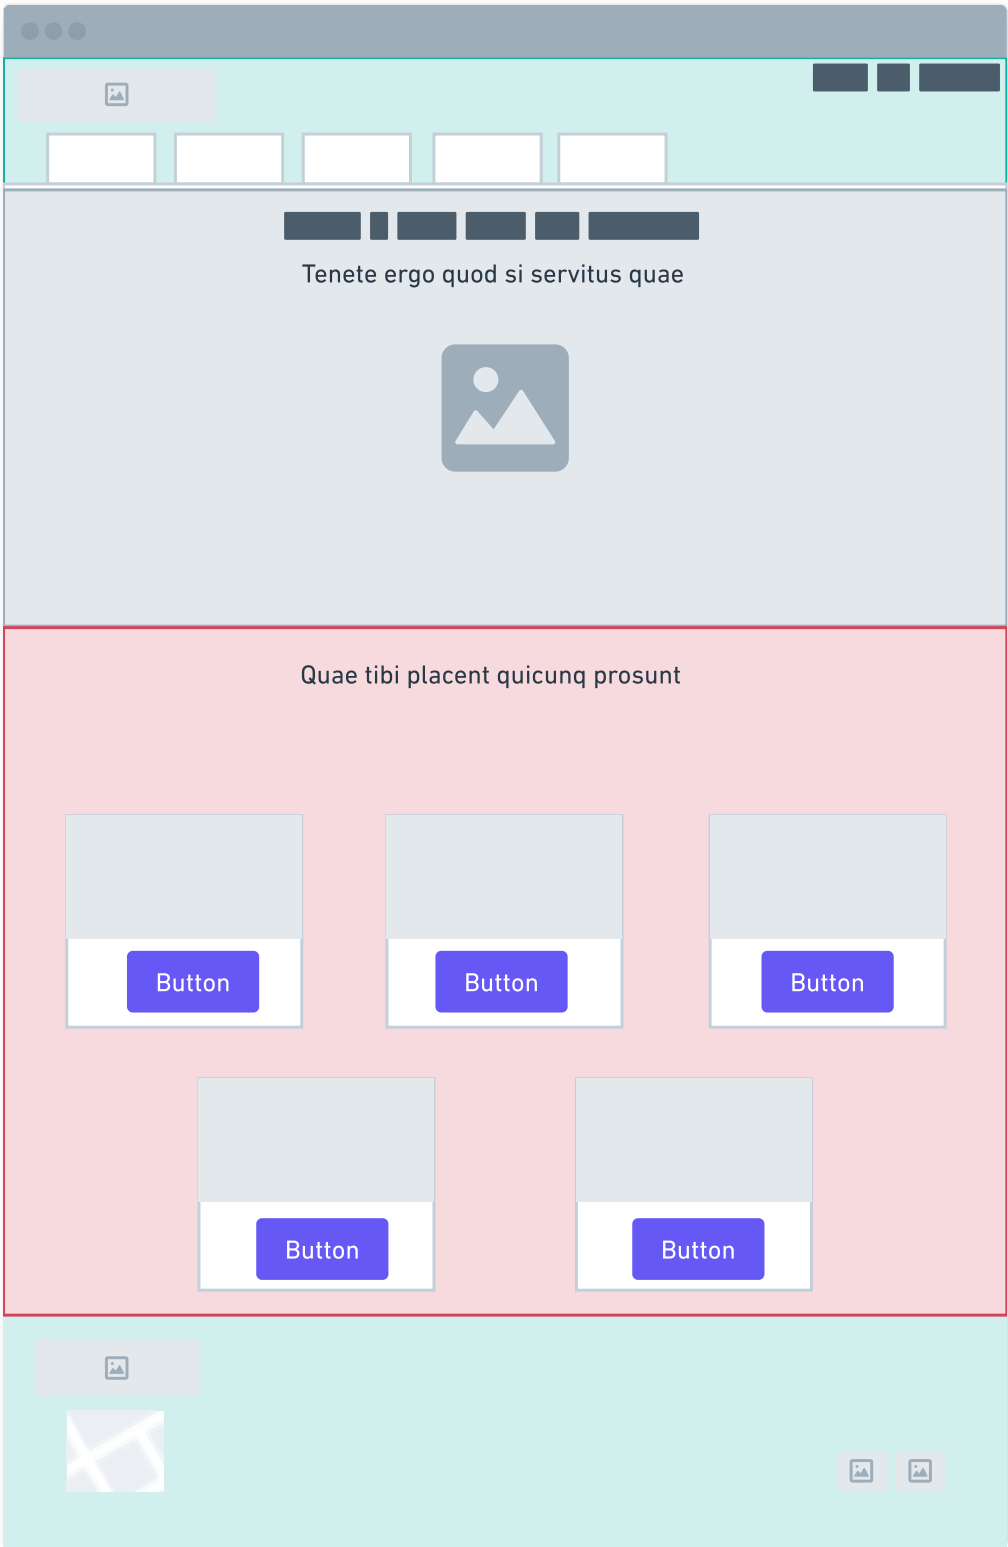 Tenete ergo quod si servitus quae
Quae tibi placent quicunq prosunt
Button
Button
Button
Button
Button